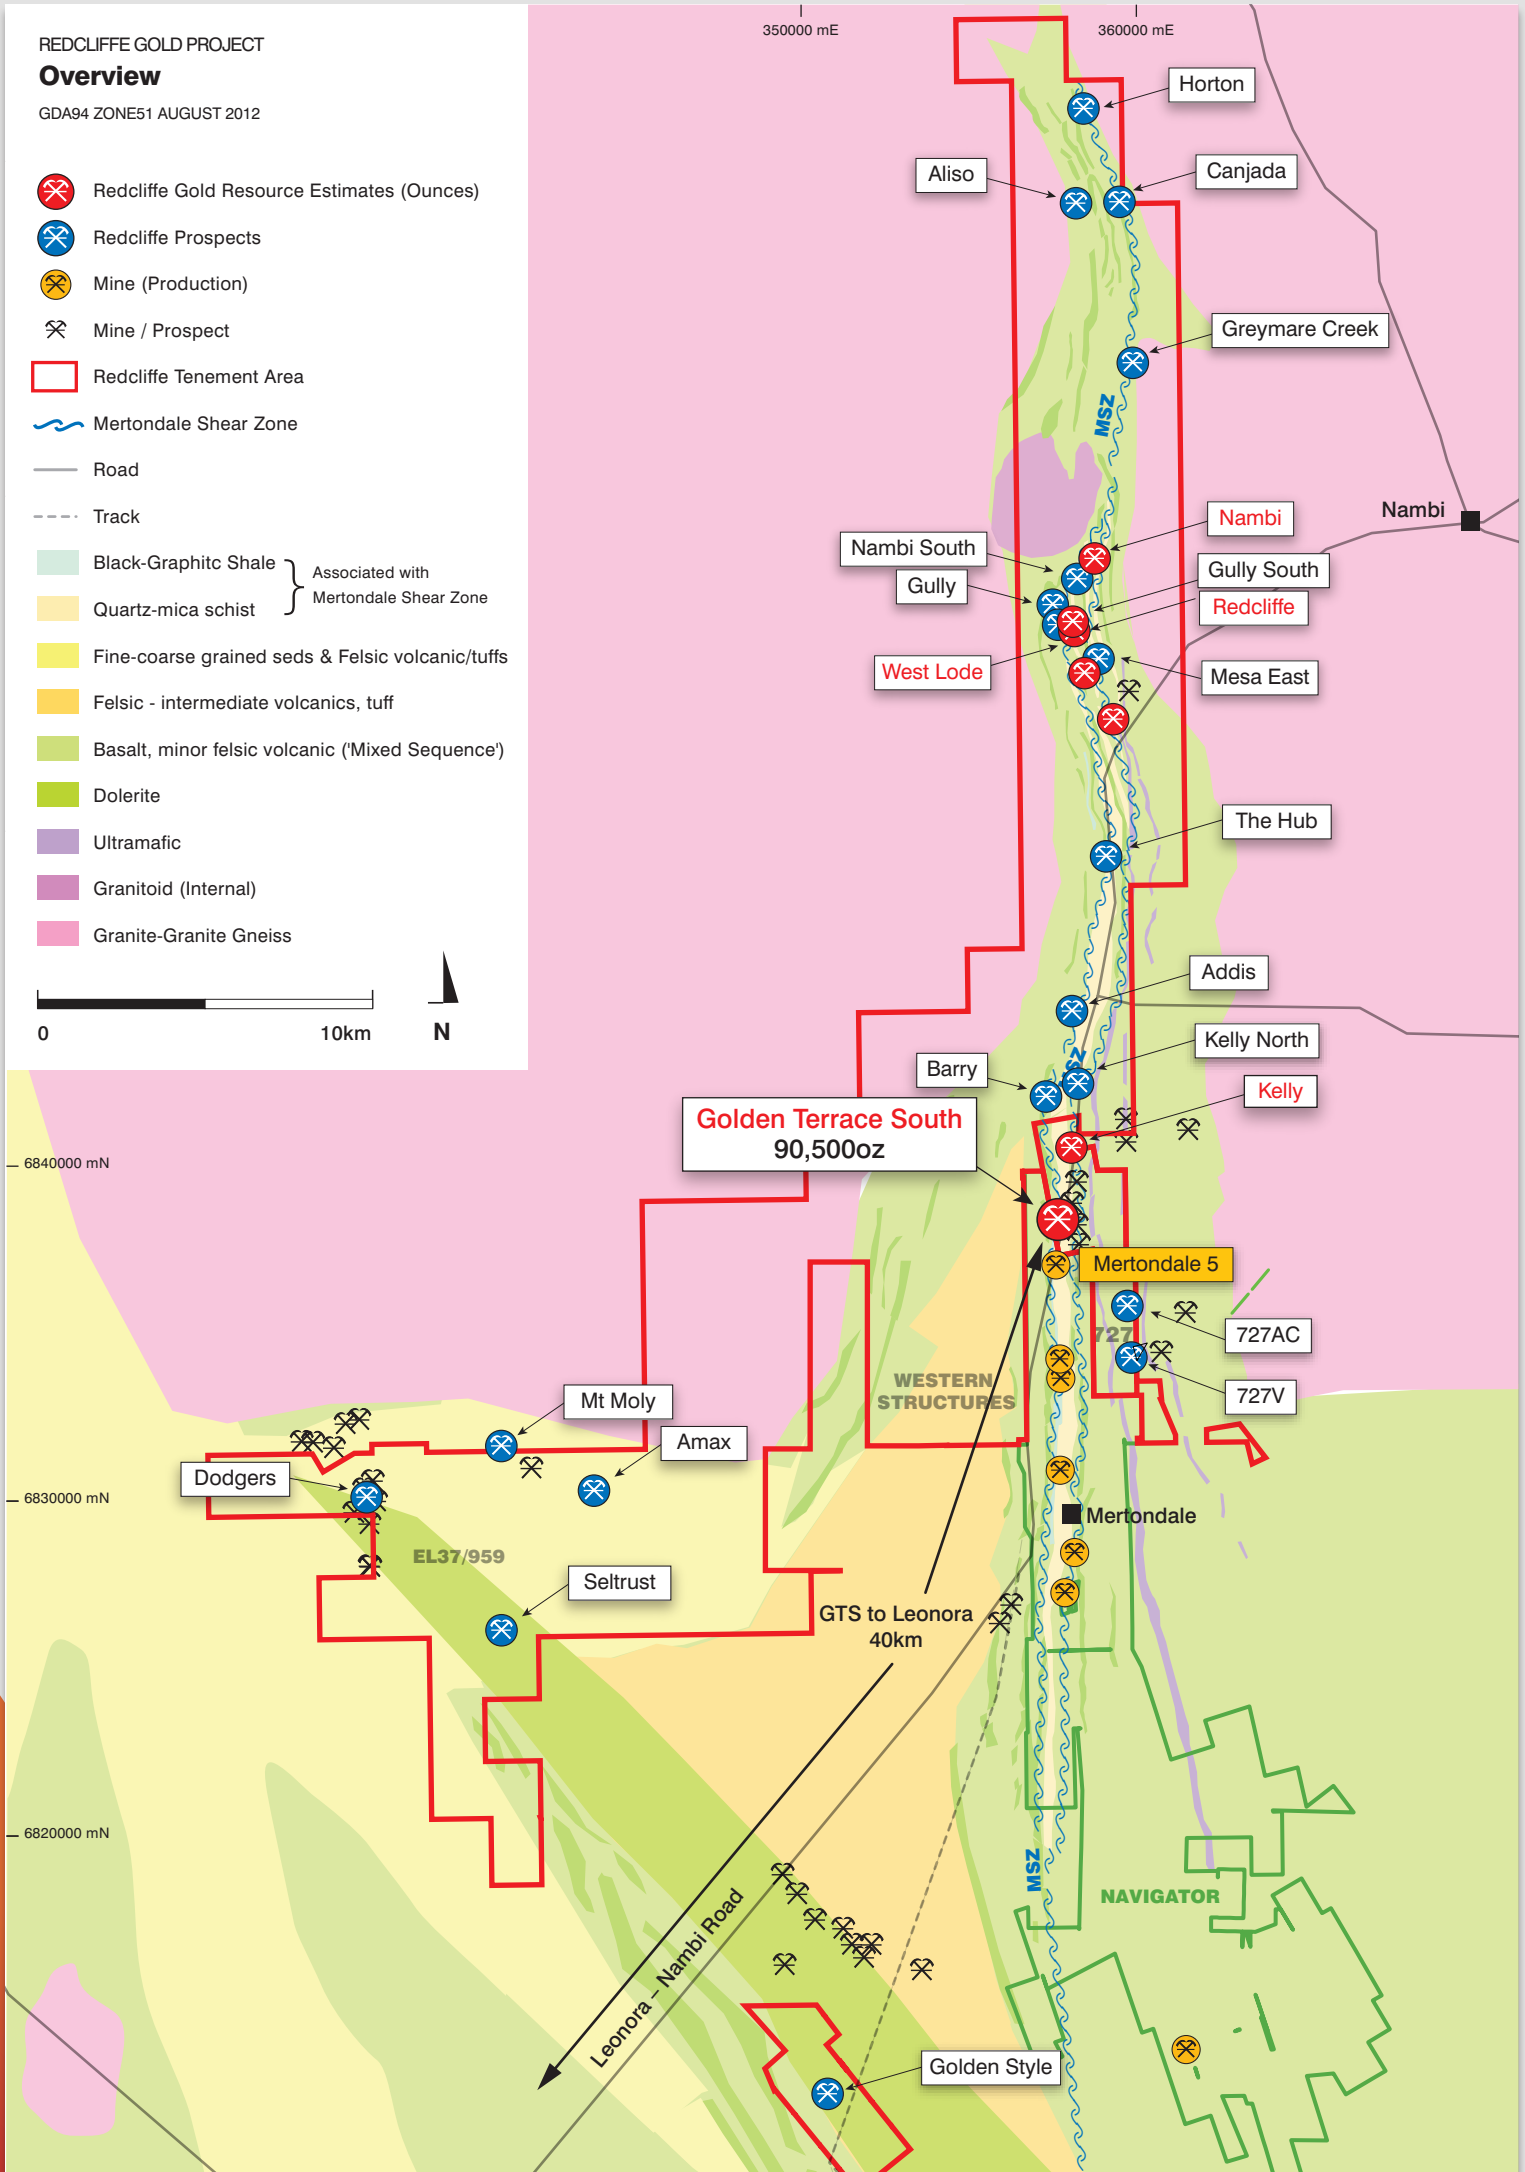 REDCLIFFE GOLD PROJECT
Overview
GDA94 ZONE51 AUGUST 2012
Redcliffe Gold Resource Estimates (Ounces)
Redcliffe Prospects
Mine (Production)
Mine / Prospect
Redcliffe Tenement Area
Mertondale Shear Zone
Road
Track
Black-Graphitc Shale
Quartz-mica schist
Associated with
Mertondale Shear Zone
Fine-coarse grained seds & Felsic volcanic/tuffs
Felsic - intermediate volcanics, tuff
Basalt, minor felsic volcanic ('Mixed Sequence')
Dolerite
Ultramafic
Granitoid (Internal)
Granite-Granite Gneiss
0
10km
N
350000 mE
360000 mE
Horton
Aliso
Canjada
Greymare Creek
MSZ
Nambi
Nambi
Nambi South
Gully
Gully South
Redcliffe
West Lode
Mesa East
The Hub
Addis
Kelly North
SZ
Barry
Kelly
Golden Terrace South
90,500oz
6840000 mN
Mertondale 5
727
727AC
727V
WESTERN
STRUCTURES
Mt Moly
Amax
Dodgers
6830000 mN
Mertondale
EL37/959
Seltrust
GTS to Leonora
40km
6820000 mN
MSZ
NAVIGATOR
Leonora – Nambi Road
Golden Style